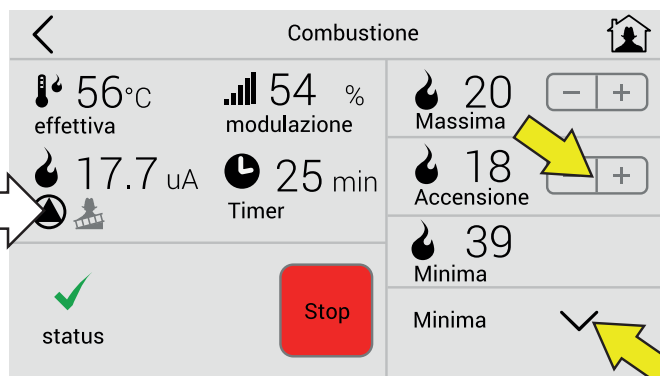 Combustione
56°C
effettiva
54 %
modulazione
17.7 uA
25 min
Timer
status
Stop
20
Massima
- +
18
Accensione
- +
39
Minima
Minima